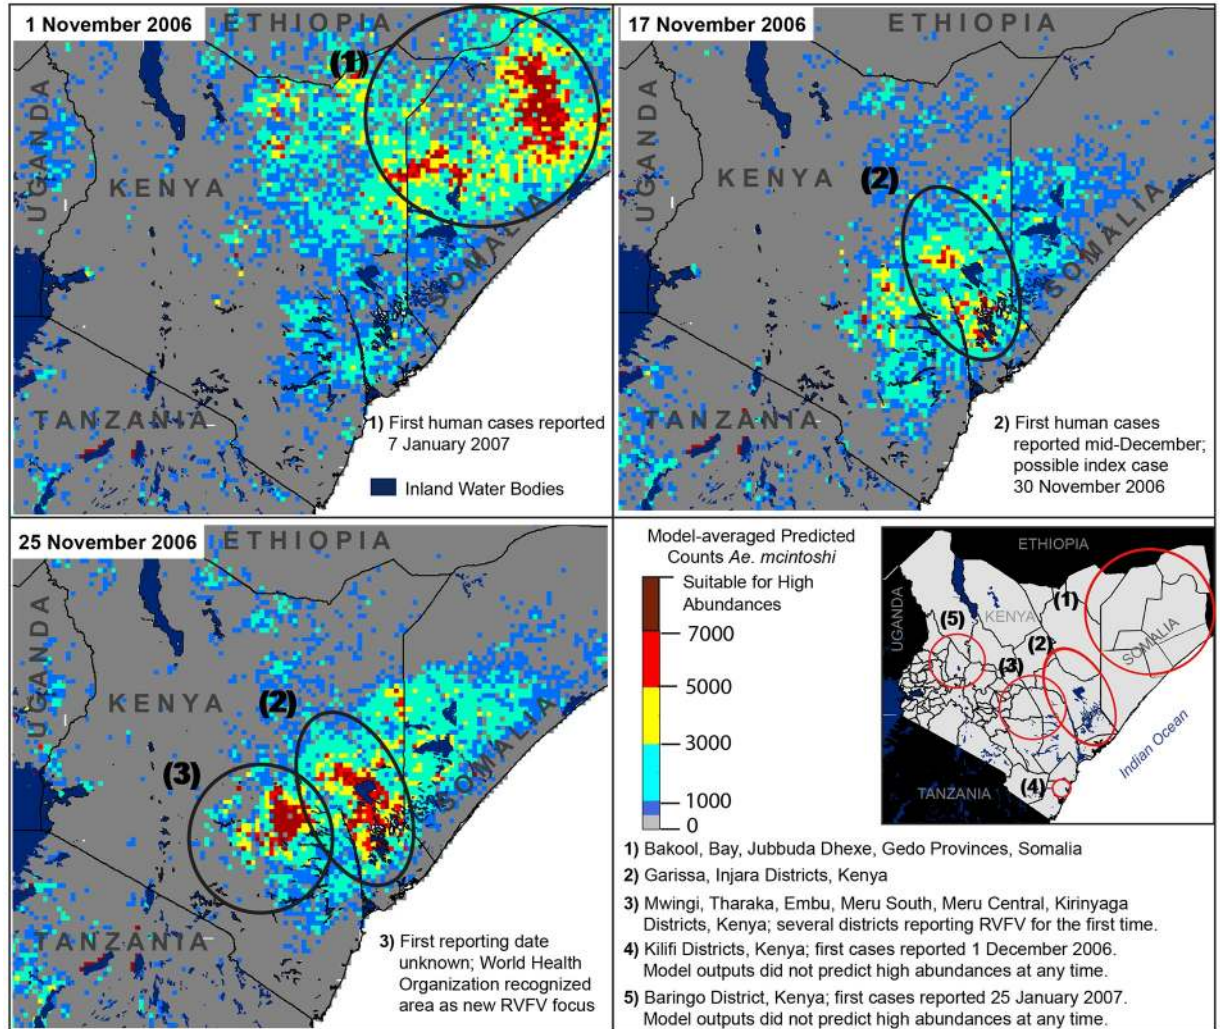 1 November 2006
ETHIOPIA
(1)
UGANDA
KENYA
SOMALIA
TANZANIA
1) First human cases reported
7 January 2007
Inland Water Bodies
17 November 2006
ETHIOPIA
UGANDA
KENYA
(2)
SOMALIA
TANZANIA
2) First human cases
reported mid-December;
possible index case
30 November 2006
25 November 2006
ETHIOPIA
UGANDA
KENYA
(2)
(3)
SOMALIA
TANZANIA
3) First reporting date
unknown; World Health
Organization recognized
area as new RVFV focus
Model-averaged Predicted
Counts Ae. mcintoshi
Suitable for High
Abundances
7000
5000
3000
1000
0
ETHIOPIA
UGANDA
KENYA
(1)
(5)
(2)
SOMALIA
(3)
Indian Ocean
(4)
TANZANIA
1) Bakool, Bay, Jubbuda Dhexe, Gedo Provinces, Somalia
2) Garissa, Injara Districts, Kenya
3) Mwingi, Tharaka, Embu, Meru South, Meru Central, Kirinyaga
Districts, Kenya; several districts reporting RVFV for the first time.
4) Kilifi Districts, Kenya; first cases reported 1 December 2006.
Model outputs did not predict high abundances at any time.
5) Baringo District, Kenya; first cases reported 25 January 2007.
Model outputs did not predict high abundances at any time.